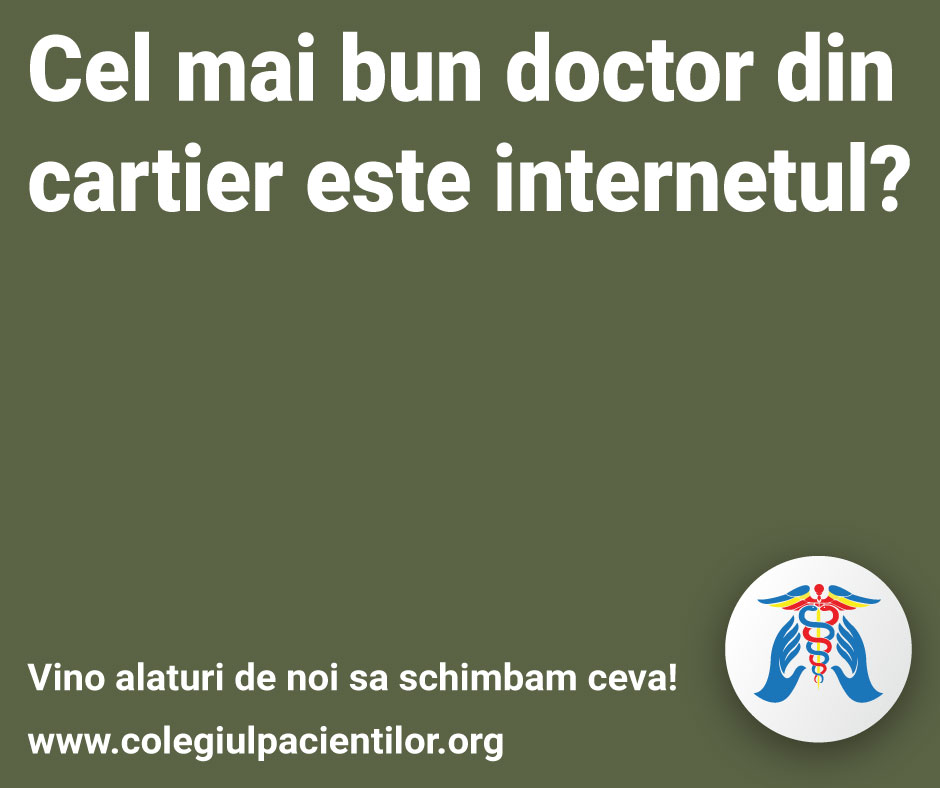 Cel mai bun doctor din
cartier este internetul?
Vino alaturi de noi sa schimbam ceva!
www.colegiulpacientilor.org